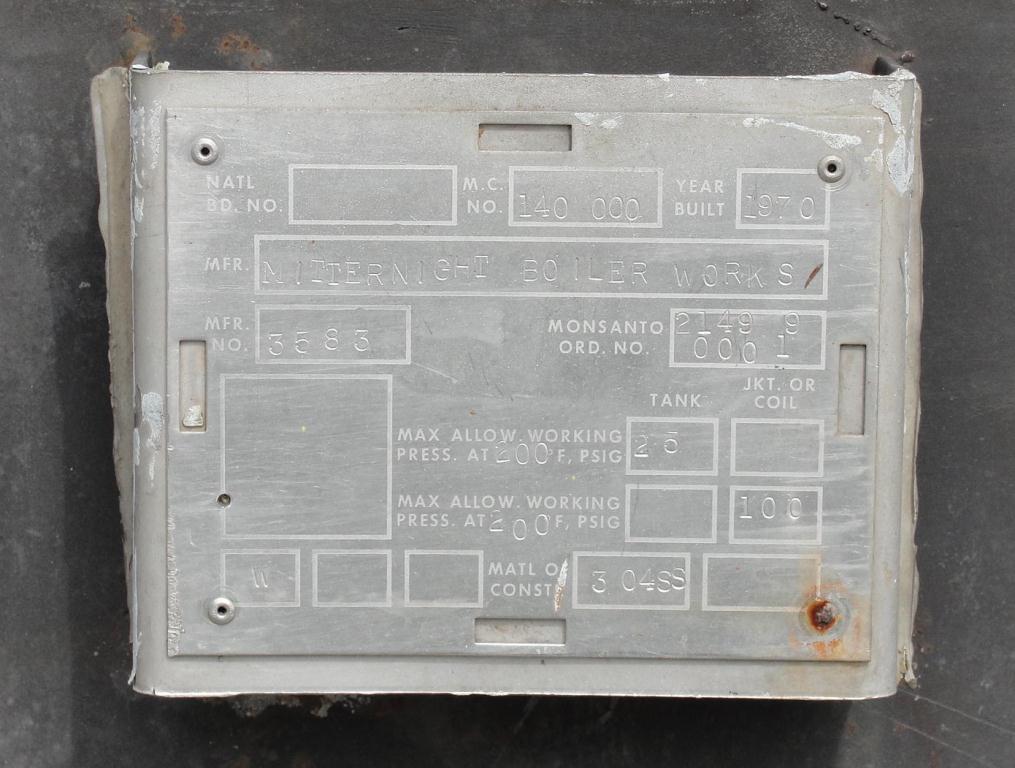 NATL BD. NO. M.C. NO. 140 000 YEAR BUILT 1970
MFR. MITTERNIGHT BOILER WORKS
MFR. NO. 3583 MONSANTO ORD. NO. 2149 9 000 1
TANK JKT. OR COIL
MAX ALLOW. WORKING PRESS. AT 200°F, PSIG 25
MAX ALLOW. WORKING PRESS. AT 200°F, PSIG 100
W MATL O CONST 304SS